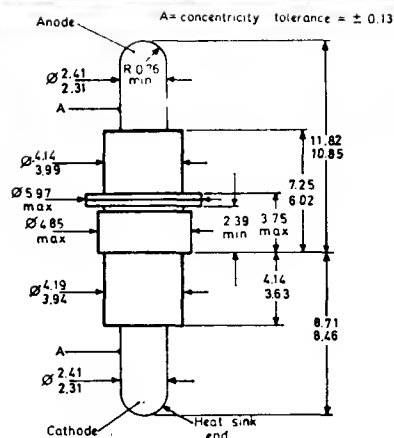 A= concentricity tolerance = ± 0.13
Anode
R 0.76
min
Ø 2.41
2.31
A
11.82
10.85
Ø 4.14
3.99
7.25
6.02
Ø 5.97
max
Ø 4.85
max
2.39
min
3.75
max
4.14
3.63
Ø 4.19
3.94
8.71
8.46
A
Ø 2.41
2.31
Cathode
Heat sink
end